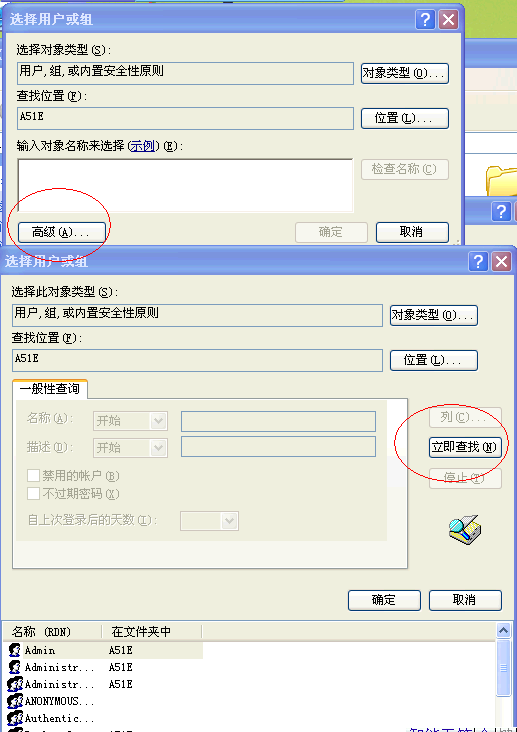 选择用户或组
选择对象类型(S):
用户,组,或内置安全性原则
对象类型(O)...
查找位置(F):
A51E
位置(L)...
输入对象名称来选择(示例)(E):
检查名称(C)
高级(A)...
确定
取消
选择用户或组
选择此对象类型(S):
用户,组,或内置安全性原则
对象类型(O)...
查找位置(F):
A51E
位置(L)...
一般性查询
名称(A):
开始
描述(D):
开始
禁用的帐户(B)
不过期密码(X)
自上次登录后的天数(I):
列(C)...
立即查找(N)
停止(T)
确定
取消
名称 (RDN) 在文件夹中
Admin A51E
Administr... A51E
Administr... A51E
ANONYMOUS...
Authentic...